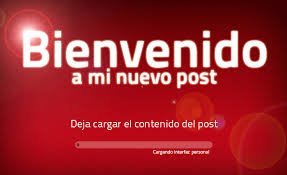 Bienvenido
a mi nuevo post
Deja cargar el contenido del post
Cargando interfaz personal